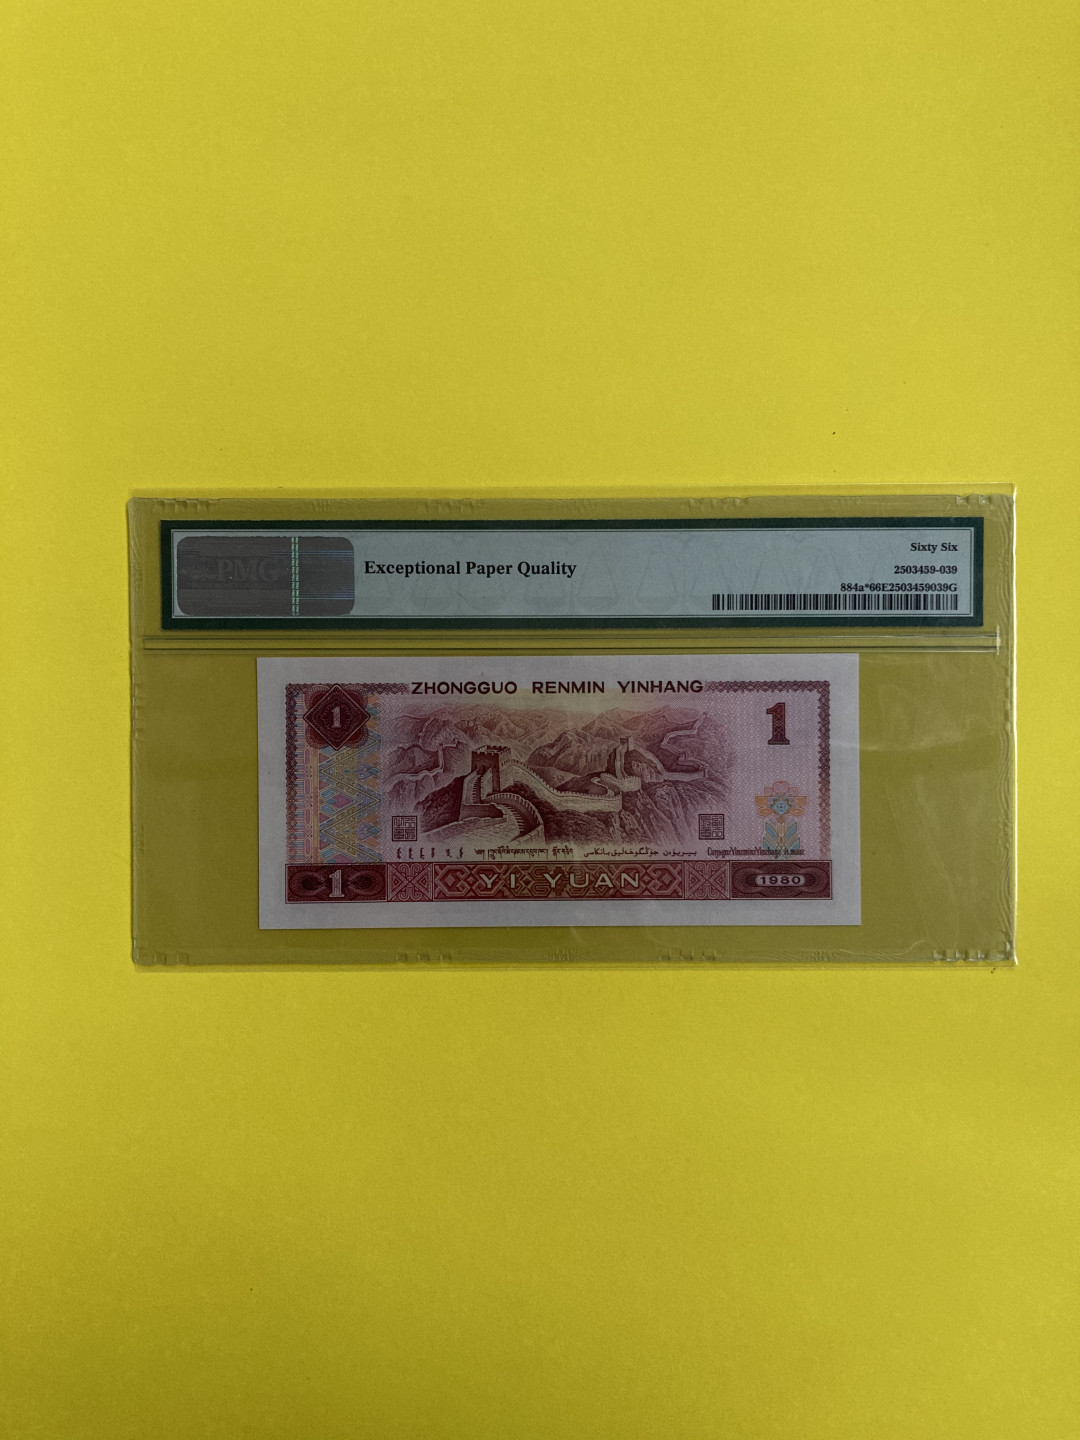 PMG
Exceptional Paper Quality
Sixty Six
2503459-039
884a*66E2503459039G
ZHONGGUO RENMIN YINHANG
1
1
1
YI YUAN
1980